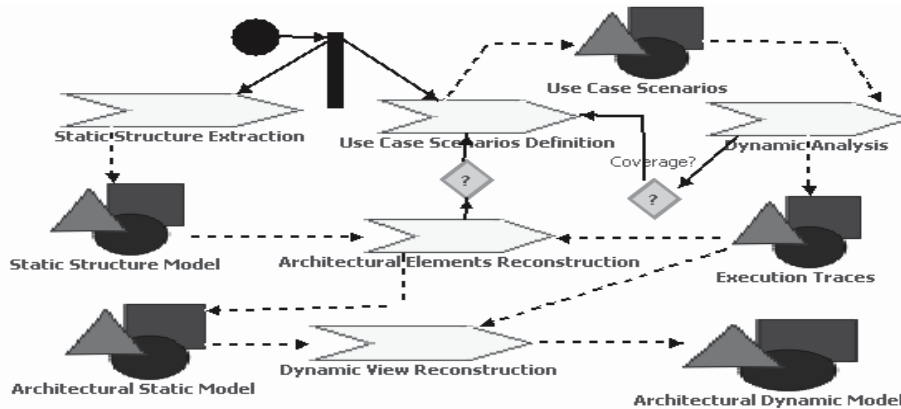 Use Case Scenarios
Static Structure Extraction
Use Case Scenarios Definition
Dynamic Analysis
Coverage?
?
?
Static Structure Model
Architectural Elements Reconstruction
Execution Traces
Architectural Static Model
Dynamic View Reconstruction
Architectural Dynamic Model